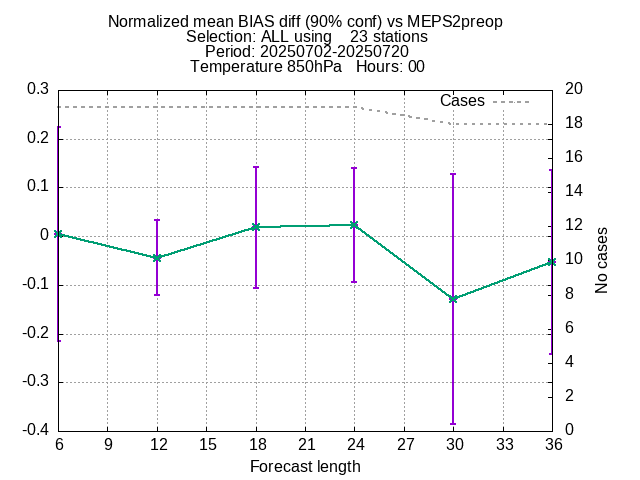 Normalized mean BIAS diff (90% conf) vs MEPS2preop
Selection: ALL using    23 stations
Period: 20250702-20250720
Temperature 850hPa   Hours: 00
Cases
0.3
0.2
0.1
0
-0.1
-0.2
-0.3
-0.4
20
18
16
14
12
10
8
6
4
2
0
No cases
6 9 12 15 18 21 24 27 30 33 36
Forecast length